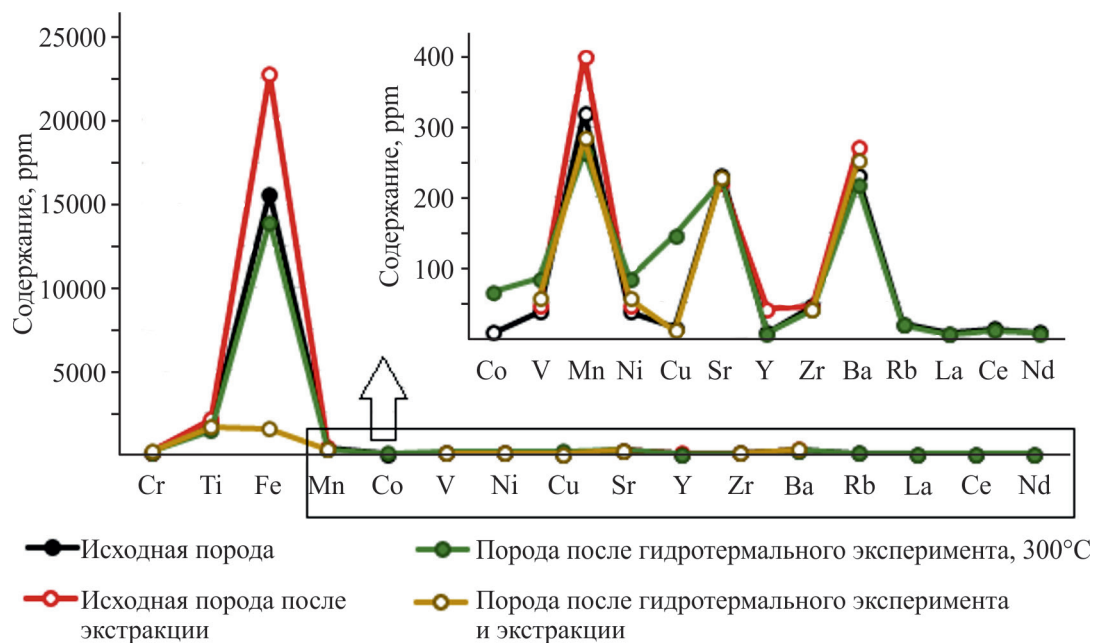 Содержание, ppm
25000
20000
15000
10000
5000
Cr Ti Fe Mn Co V Ni Cu Sr Y Zr Ba Rb La Ce Nd
Содержание, ppm
400
300
200
100
Co V Mn Ni Cu Sr Y Zr Ba Rb La Ce Nd
Исходная порода
Порода после гидротермального эксперимента, 300°C
Исходная порода после
экстракции
Порода после гидротермального эксперимента
и экстракции